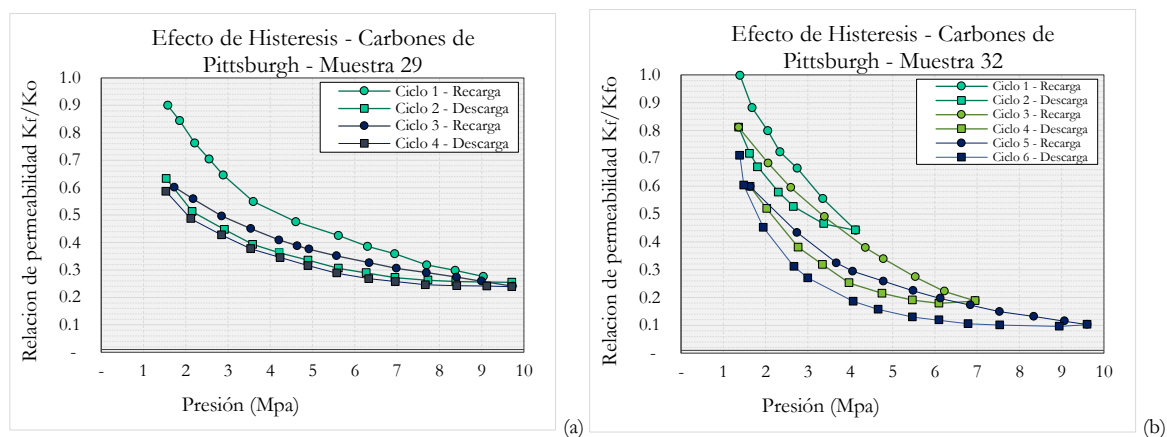 Efecto de Histeresis - Carbones de
Pittsburgh - Muestra 29
Relacion de permeabilidad Kf/Ko
1.0
0.9
0.8
0.7
0.6
0.5
0.4
0.3
0.2
0.1
-
Ciclo 1 - Recarga
Ciclo 2 - Descarga
Ciclo 3 - Recarga
Ciclo 4 - Descarga
- 1 2 3 4 5 6 7 8 9 10
Presión (Mpa)
(a)
Efecto de Histeresis - Carbones de
Pittsburgh - Muestra 32
Relacion de permeabilidad Kf/Kfo
1.0
0.9
0.8
0.7
0.6
0.5
0.4
0.3
0.2
0.1
-
Ciclo 1 - Recarga
Ciclo 2 - Descarga
Ciclo 3 - Recarga
Ciclo 4 - Descarga
Ciclo 5 - Recarga
Ciclo 6 - Descarga
- 1 2 3 4 5 6 7 8 9 10
Presión (Mpa)
(b)